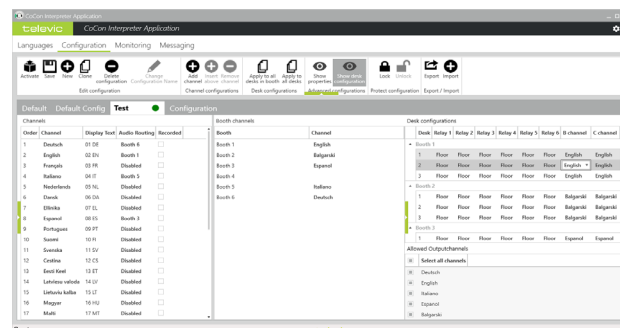 CoCon Interpreter Application
televic CoCon Interpreter Application
Languages Configuration Monitoring Messaging
Activate Save New Clone Delete configuration Change Configuration Name Add channel Insert above Remove channel Apply to all desks in booth Apply to all desks Show properties Show desk configuration Lock Unlock Export Import
Edit configuration Channel configurations Desk configurations Advanced configurations Protect configuration Export / Import
Default Default Config Test Configuration
Channels Booth channels Desk configurations
Order Channel Display Text Audio Routing Recorded Booth Channel Desk Relay 1 Relay 2 Relay 3 Relay 4 Relay 5 Relay 6 B channel C channel
1 Deutsch 01 DE Booth 6 Booth 1 English Booth 1
2 English 02 EN Booth 1 Booth 2 Balgarski 1 Floor Floor Floor Floor Floor Floor English English
3 Français 03 FR Disabled Booth 3 Espanol 2 Floor Floor Floor Floor Floor Floor English English
4 Italiano 04 IT Booth 5 Booth 4 3 Floor Floor Floor Floor Floor Floor English English
5 Nederlands 05 NL Disabled Booth 5 Italiano Booth 2
6 Dansk 06 DA Disabled Booth 6 Deutsch 1 Floor Floor Floor Floor Floor Floor Balgarski Balgarski
7 Ellinika 07 EL Disabled 2 Floor Floor Floor Floor Floor Floor Balgarski Balgarski
8 Espanol 08 ES Booth 3 3 Floor Floor Floor Floor Floor Floor Balgarski Balgarski
9 Portugues 09 PT Disabled Booth 3
10 Suomi 10 FI Disabled 1 Floor Floor Floor Floor Floor Floor Espanol Espanol
11 Svenska 11 SV Disabled Allowed Outputchannels
12 Cestina 12 CS Disabled Select all channels
13 Eesti Keel 13 ET Disabled Deutsch
14 Latviesu valoda 14 LV Disabled English
15 Lietuviu kalba 15 LT Disabled Italiano
16 Magyar 16 HU Disabled Espanol
17 Malti 17 MT Disabled Balgarski